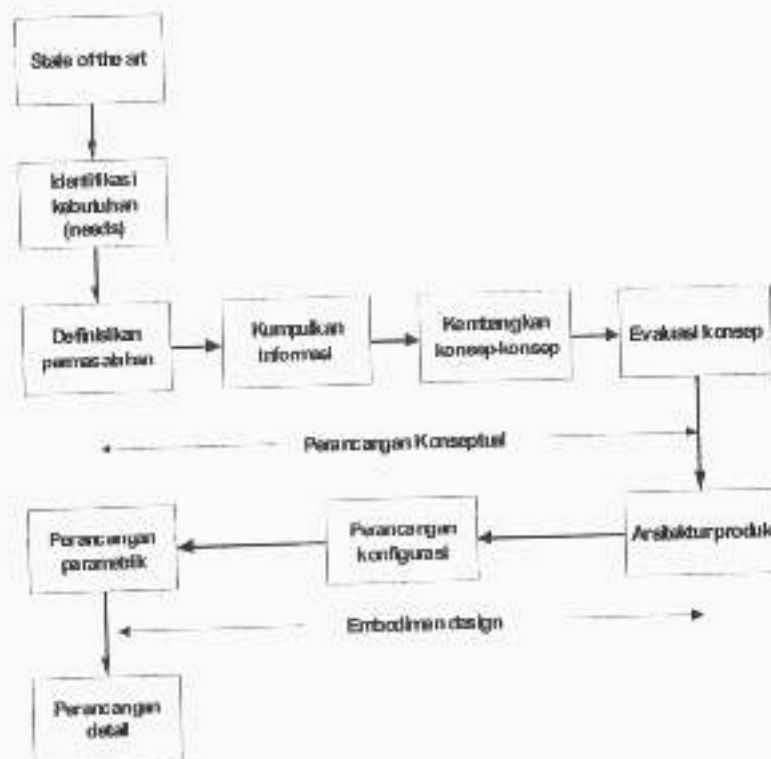 State of the art
Identifikasi
kebutuhan
(needs)
Definisikan
permasalahan
Kumpulkan
Informasi
Kembangkan
konsep-konsep
Evaluasi konsep
Perancangan Konseptual
Perancangan
parametrik
Perancangan
konfigurasi
Arsitektur produk
Embodimen design
Perancangan
detail